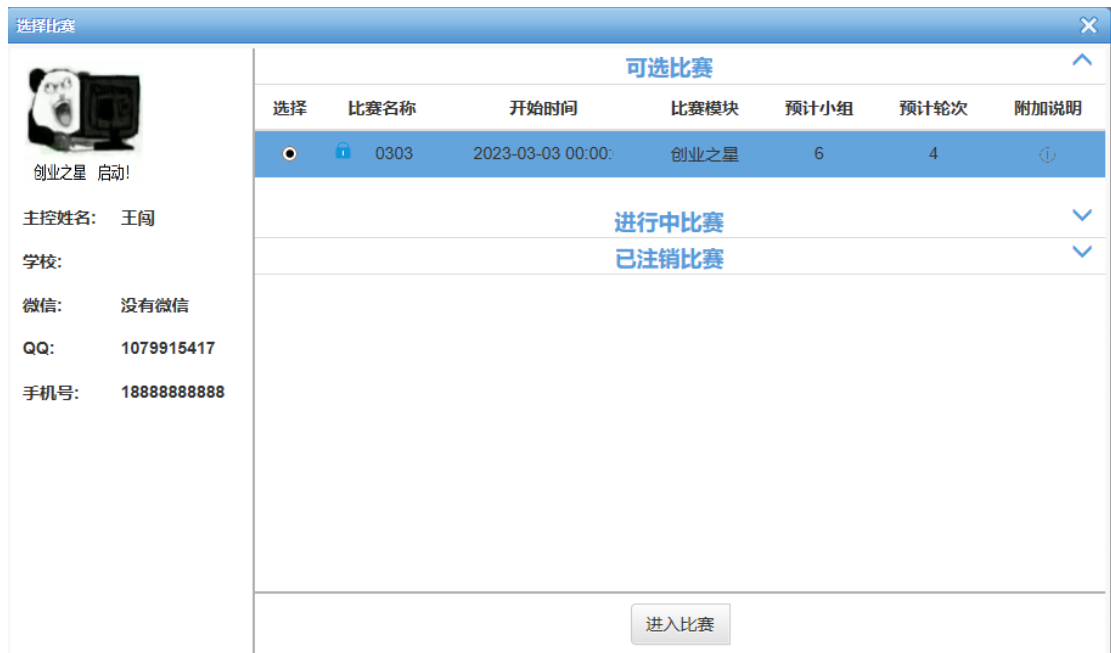 选择比赛
创业之星 启动!
主控姓名: 王闯
学校:
微信: 没有微信
QQ: 1079915417
手机号: 18888888888
可选比赛
选择 比赛名称 开始时间 比赛模块 预计小组 预计轮次 附加说明
0303 2023-03-03 00:00: 创业之星 6 4
进行中比赛
已注销比赛
进入比赛